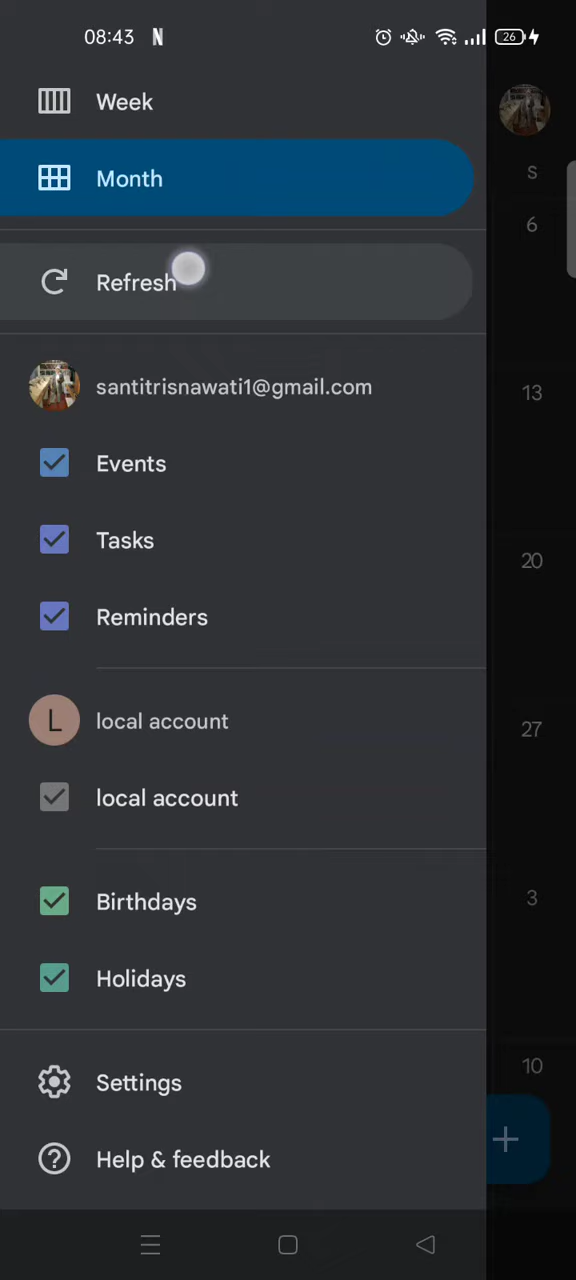 08:43 N 26
Week
Month
S
6
Refresh
santitrisnawati1@gmail.com
13
Events
Tasks
20
Reminders
L local account
27
local account
Birthdays
3
Holidays
Settings
10
+
? Help & feedback